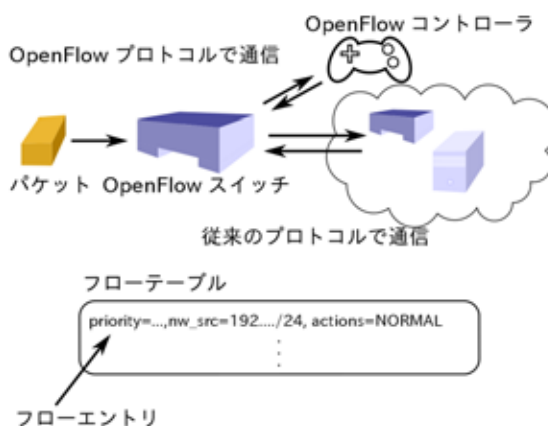 OpenFlow コントローラ
OpenFlow プロトコルで通信
パケット OpenFlow スイッチ
従来のプロトコルで通信
フローテーブル
priority=...,nw_src=192..../24, actions=NORMAL
フローエントリ